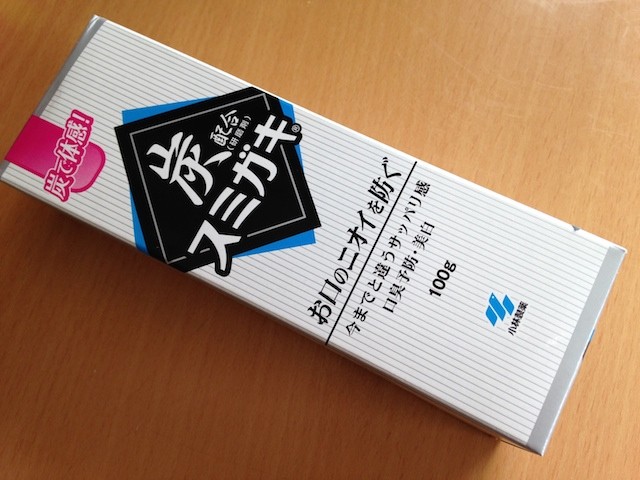 炭で体感!!
炭配合
(研磨剤)
スミガキ®
お口のニオイを防ぐ
今までと違うサッパリ感
口臭予防・美白
100g
小林製薬